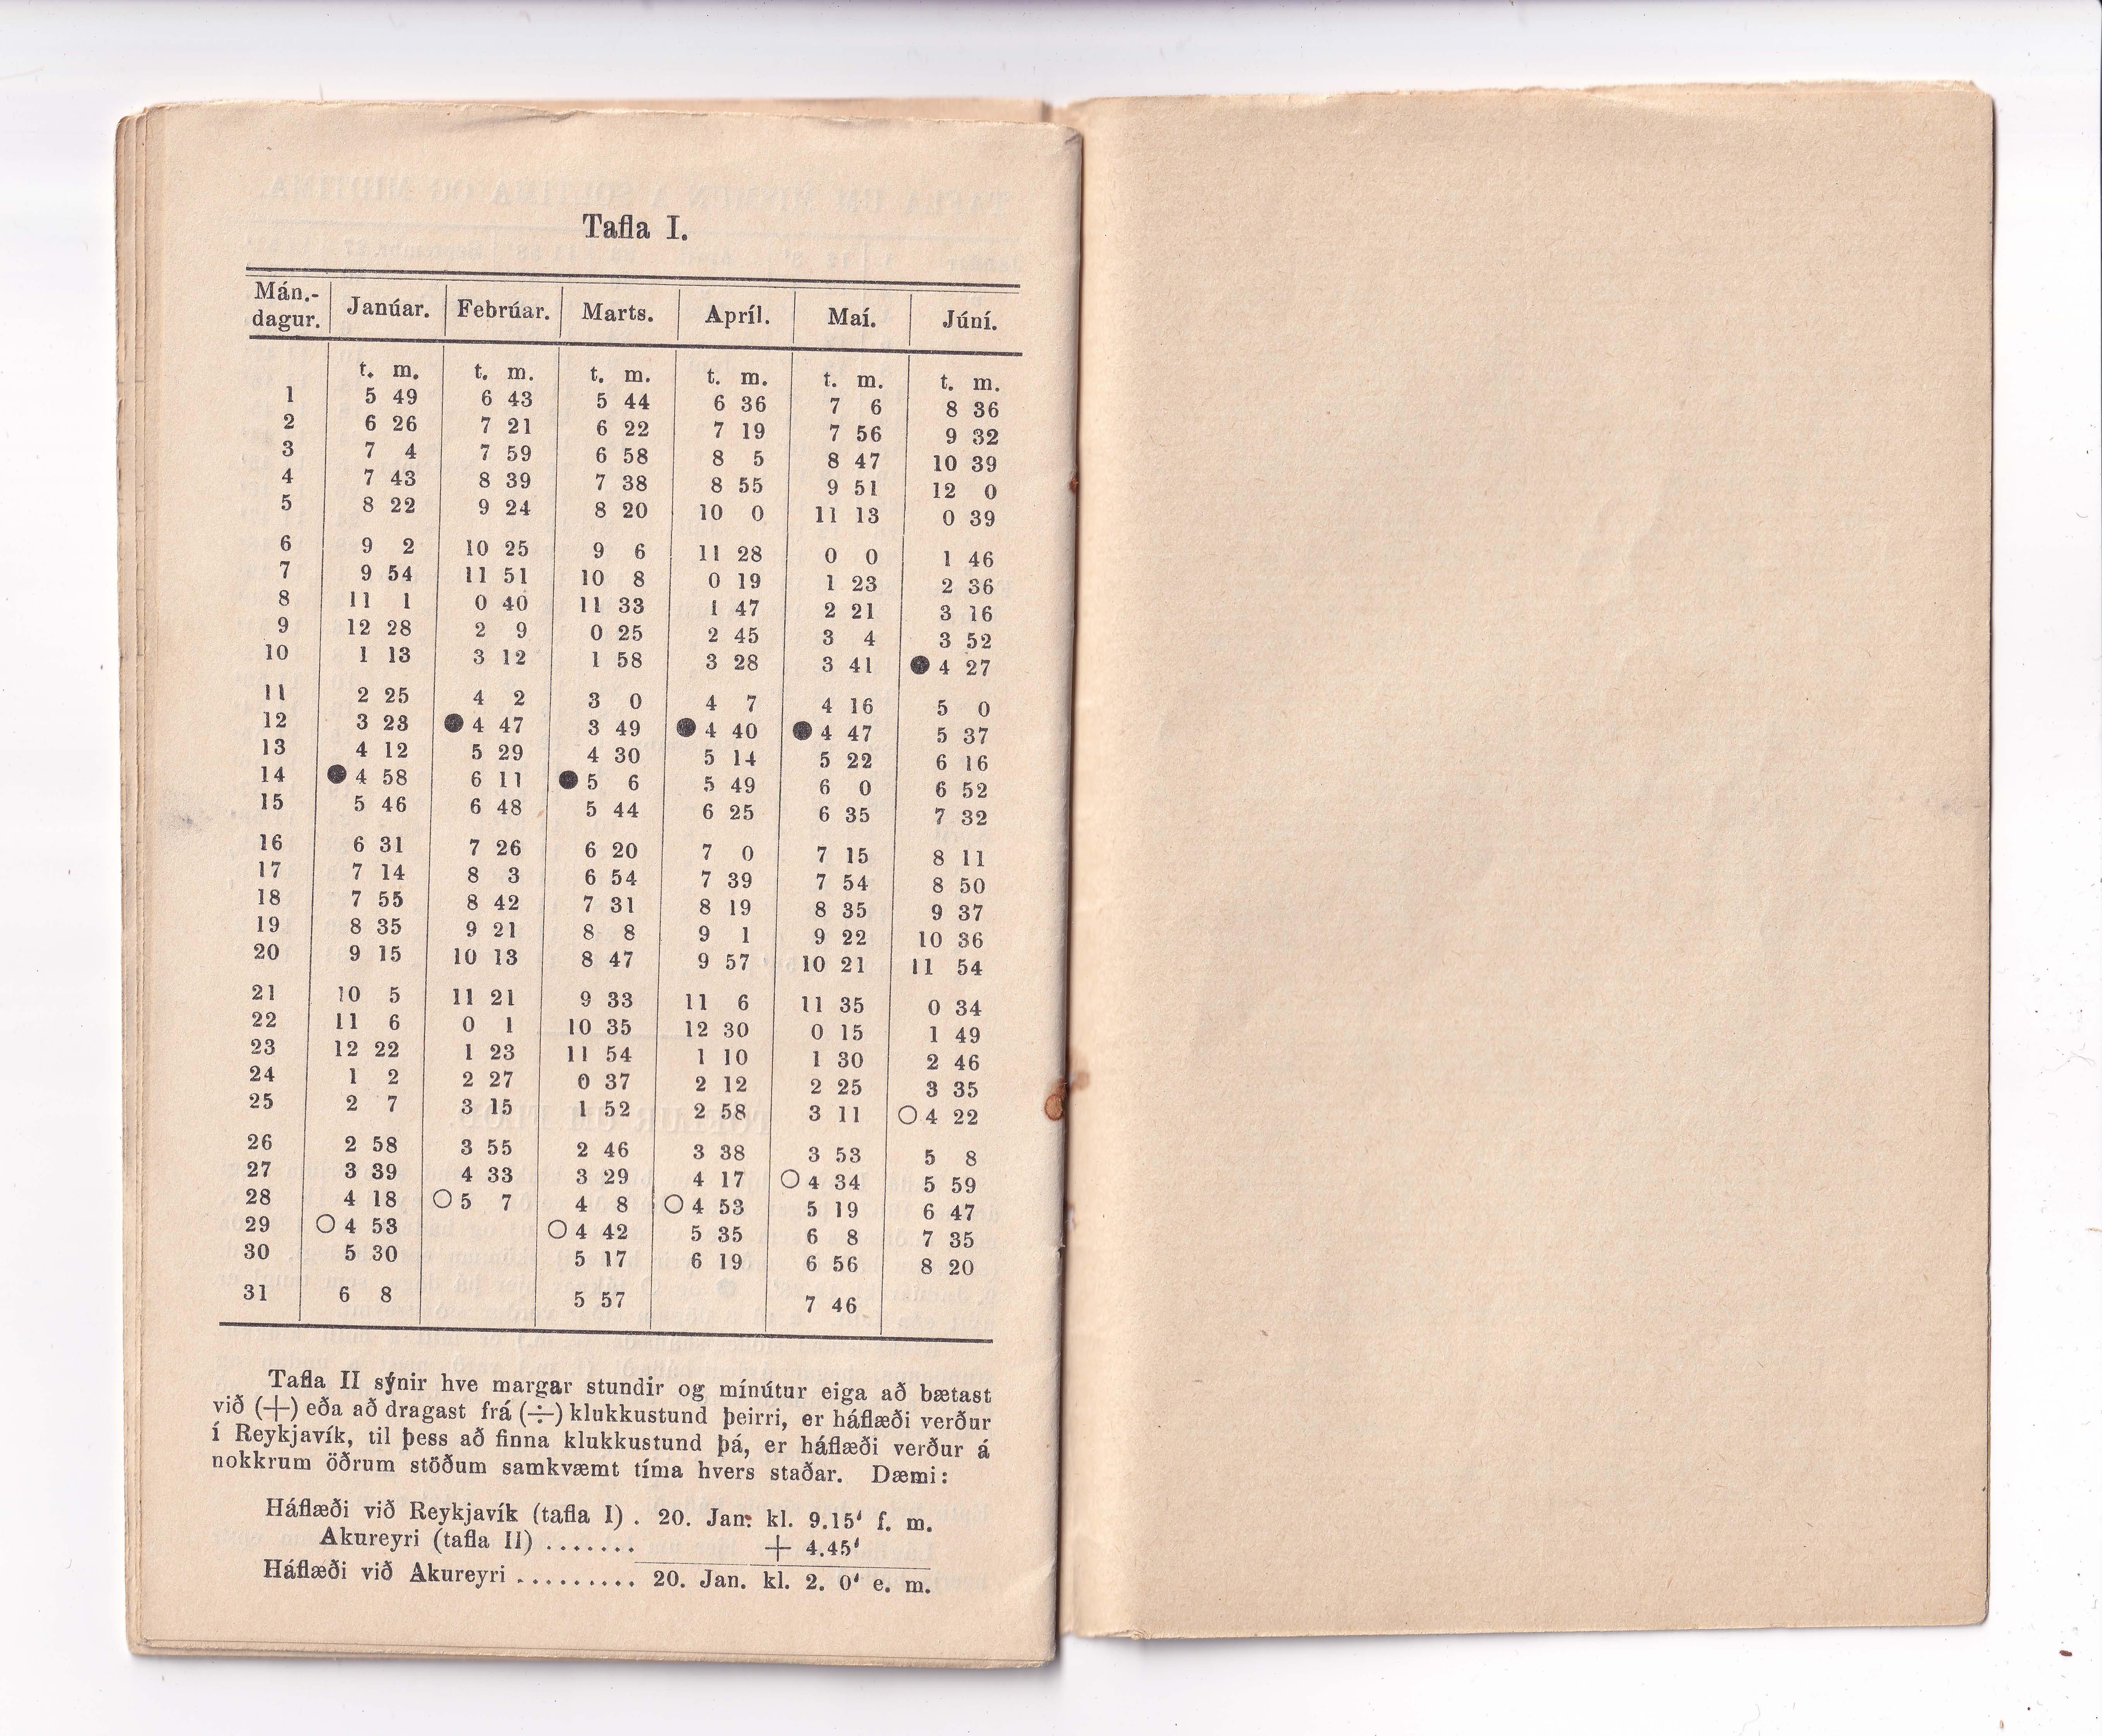 Tafla I.
Mán.- dagur. Janúar. Febrúar. Marts. Apríl. Maí. Júní.
t. m. t. m. t. m. t. m. t. m. t. m.
1 5 49 6 43 5 44 6 36 7 6 8 36
2 6 26 7 21 6 22 7 19 7 56 9 32
3 7 4 7 59 6 58 8 5 8 47 10 39
4 7 43 8 39 7 38 8 55 9 51 12 0
5 8 22 9 24 8 20 10 0 11 13 0 39
6 9 2 10 25 9 6 11 28 0 0 1 46
7 9 54 11 51 10 8 0 19 1 23 2 36
8 11 1 0 40 11 33 1 47 2 21 3 16
9 12 28 2 9 0 25 2 45 3 4 3 52
10 1 13 3 12 1 58 3 28 3 41 ●4 27
11 2 25 4 2 3 0 4 7 4 16 5 0
12 3 23 ●4 47 3 49 ●4 40 ●4 47 5 37
13 4 12 5 29 4 30 5 14 5 22 6 16
14 ●4 58 6 11 ●5 6 5 49 6 0 6 52
15 5 46 6 48 5 44 6 25 6 35 7 32
16 6 31 7 26 6 20 7 0 7 15 8 11
17 7 14 8 3 6 54 7 39 7 54 8 50
18 7 55 8 42 7 31 8 19 8 35 9 37
19 8 35 9 21 8 8 9 1 9 22 10 36
20 9 15 10 13 8 47 9 57 10 21 11 54
21 10 5 11 21 9 33 11 6 11 35 0 34
22 11 6 0 1 10 35 12 30 0 15 1 49
23 12 22 1 23 11 54 1 10 1 30 2 46
24 1 2 2 27 0 37 2 12 2 25 3 35
25 2 7 3 15 1 52 2 58 3 11 ○4 22
26 2 58 3 55 2 46 3 38 3 53 5 8
27 3 39 4 33 3 29 4 17 ○4 34 5 59
28 4 18 ○5 7 4 8 ○4 53 5 19 6 47
29 ○4 53 ○4 42 5 35 6 8 7 35
30 5 30 5 17 6 19 6 56 8 20
31 6 8 5 57 7 46
Tafla II sýnir hve margar stundir og mínútur eiga að bætast
við (+) eða að dragast frá (÷) klukkustund þeirri, er háflæði verður
í Reykjavík, til þess að finna klukkustund þá, er háflæði verður á
nokkrum öðrum stöðum samkvæmt tíma hvers staðar. Dæmi:
Háflæði við Reykjavík (tafla I) . 20. Jan. kl. 9.15' f. m.
Akureyri (tafla II) ....... + 4.45'
Háflæði við Akureyri ......... 20. Jan. kl. 2. 0' e. m.